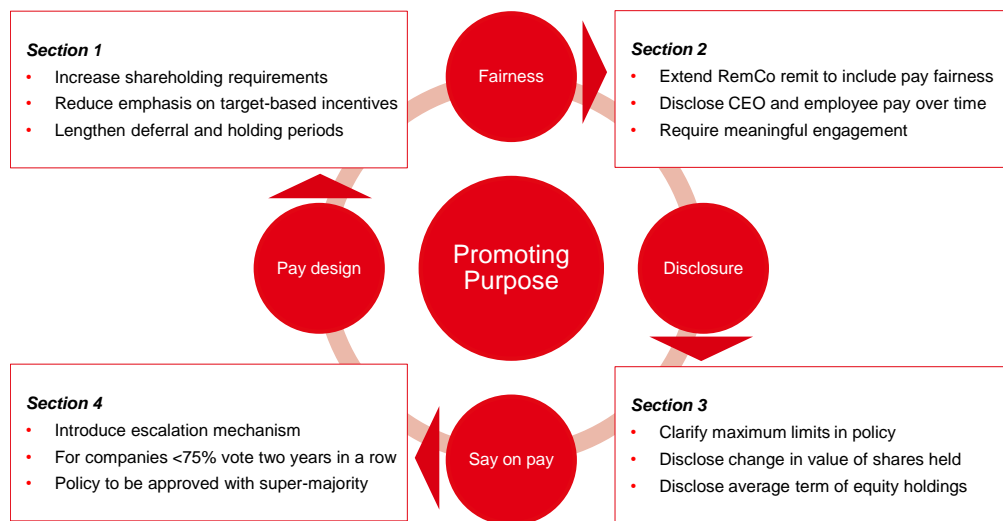 Section 1
• Increase shareholding requirements
• Reduce emphasis on target-based incentives
• Lengthen deferral and holding periods
Fairness
Section 2
• Extend RemCo remit to include pay fairness
• Disclose CEO and employee pay over time
• Require meaningful engagement
Pay design
Promoting
Purpose
Disclosure
Section 4
• Introduce escalation mechanism
• For companies <75% vote two years in a row
• Policy to be approved with super-majority
Say on pay
Section 3
• Clarify maximum limits in policy
• Disclose change in value of shares held
• Disclose average term of equity holdings